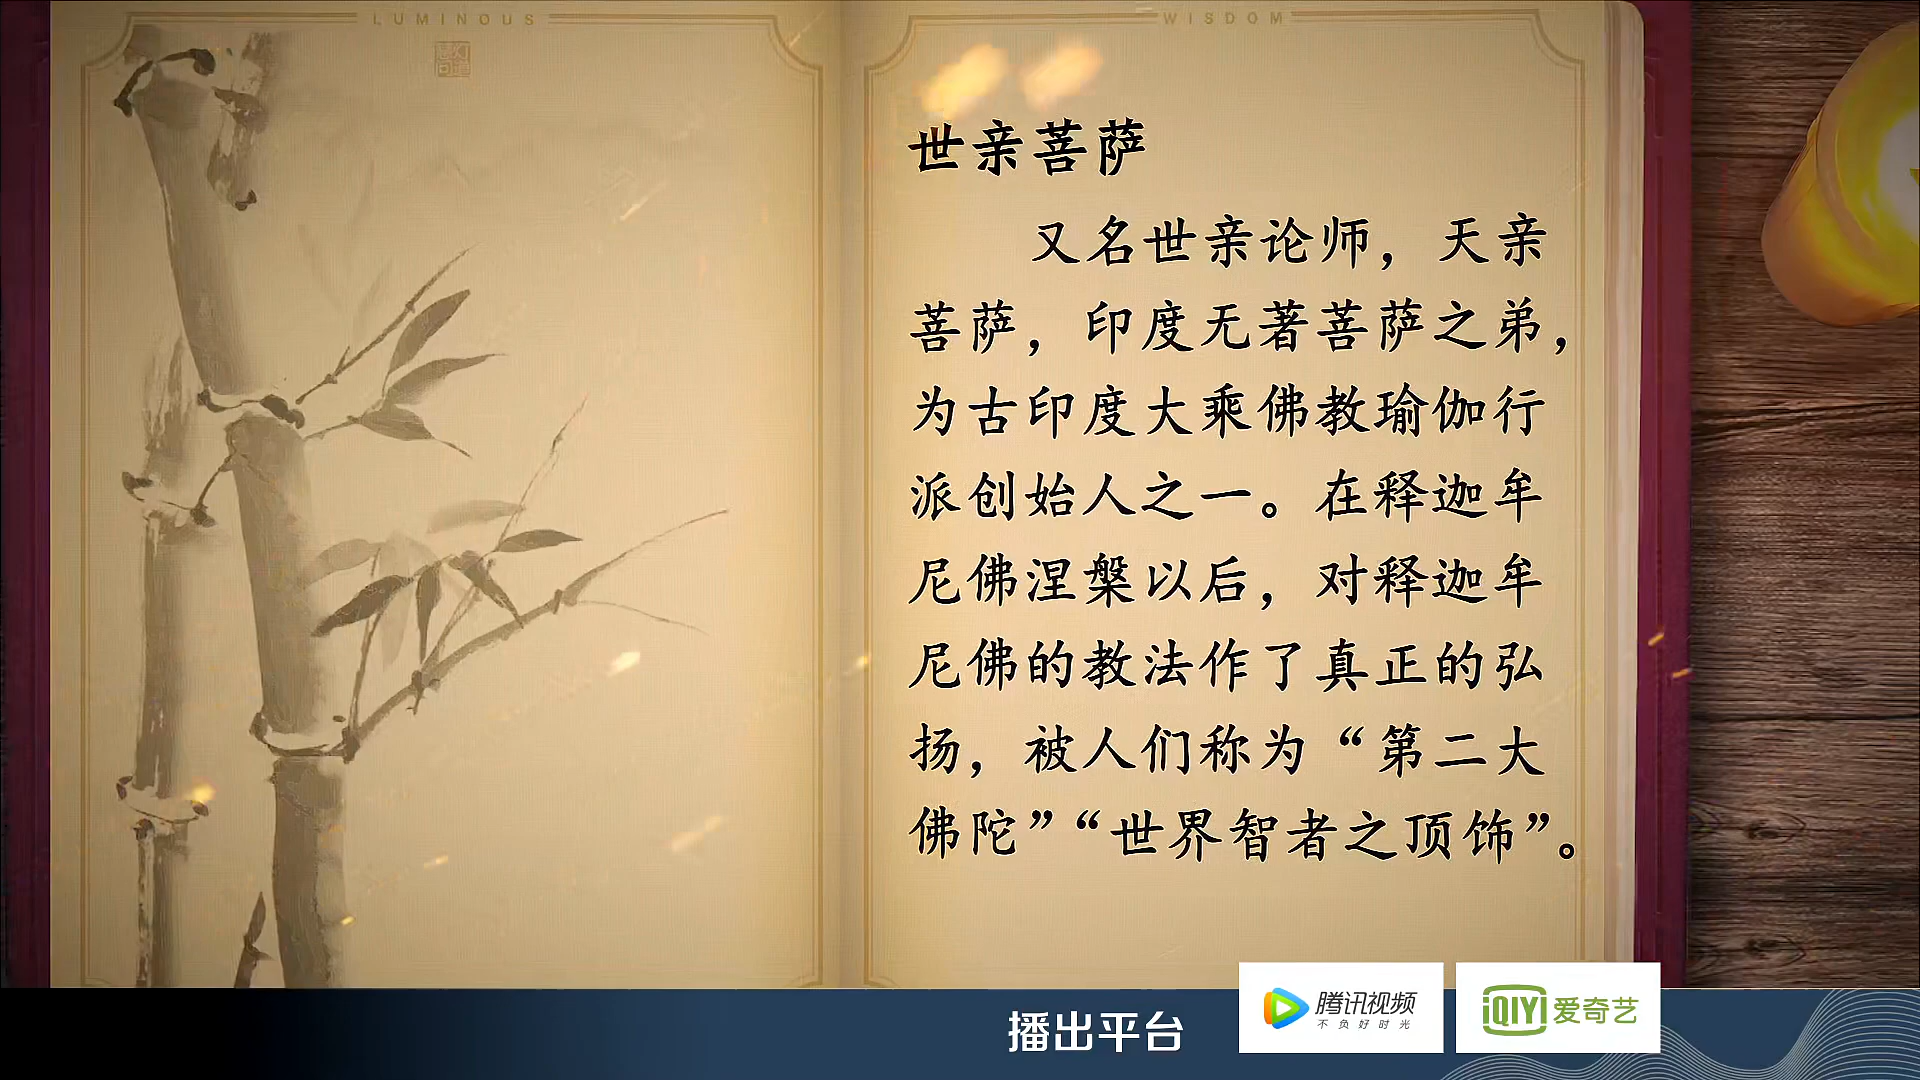 LUMINOUS
WISDOM
世亲菩萨
又名世亲论师，天亲
菩萨，印度无著菩萨之弟，
为古印度大乘佛教瑜伽行
派创始人之一。在释迦牟
尼佛涅槃以后，对释迦牟
尼佛的教法作了真正的弘
扬，被人们称为“第二大
佛陀”“世界智者之顶饰”。
播出平台
腾讯视频
不负好时光
iQIYI 爱奇艺